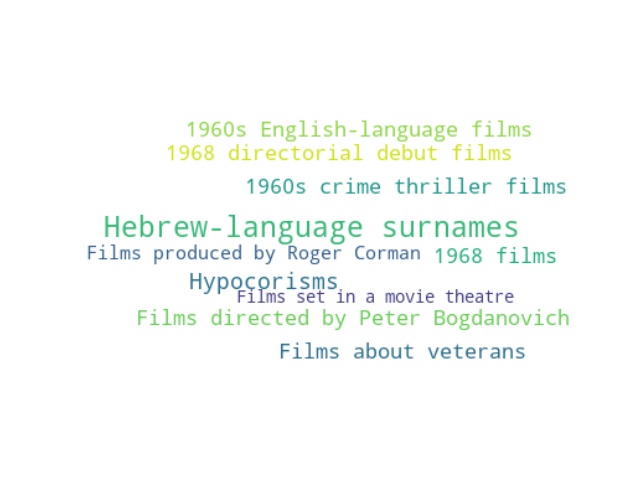 1960s English-language films
1968 directorial debut films
1960s crime thriller films
Hebrew-language surnames
Films produced by Roger Corman
1968 films
Hypocorisms
Films set in a movie theatre
Films directed by Peter Bogdanovich
Films about veterans